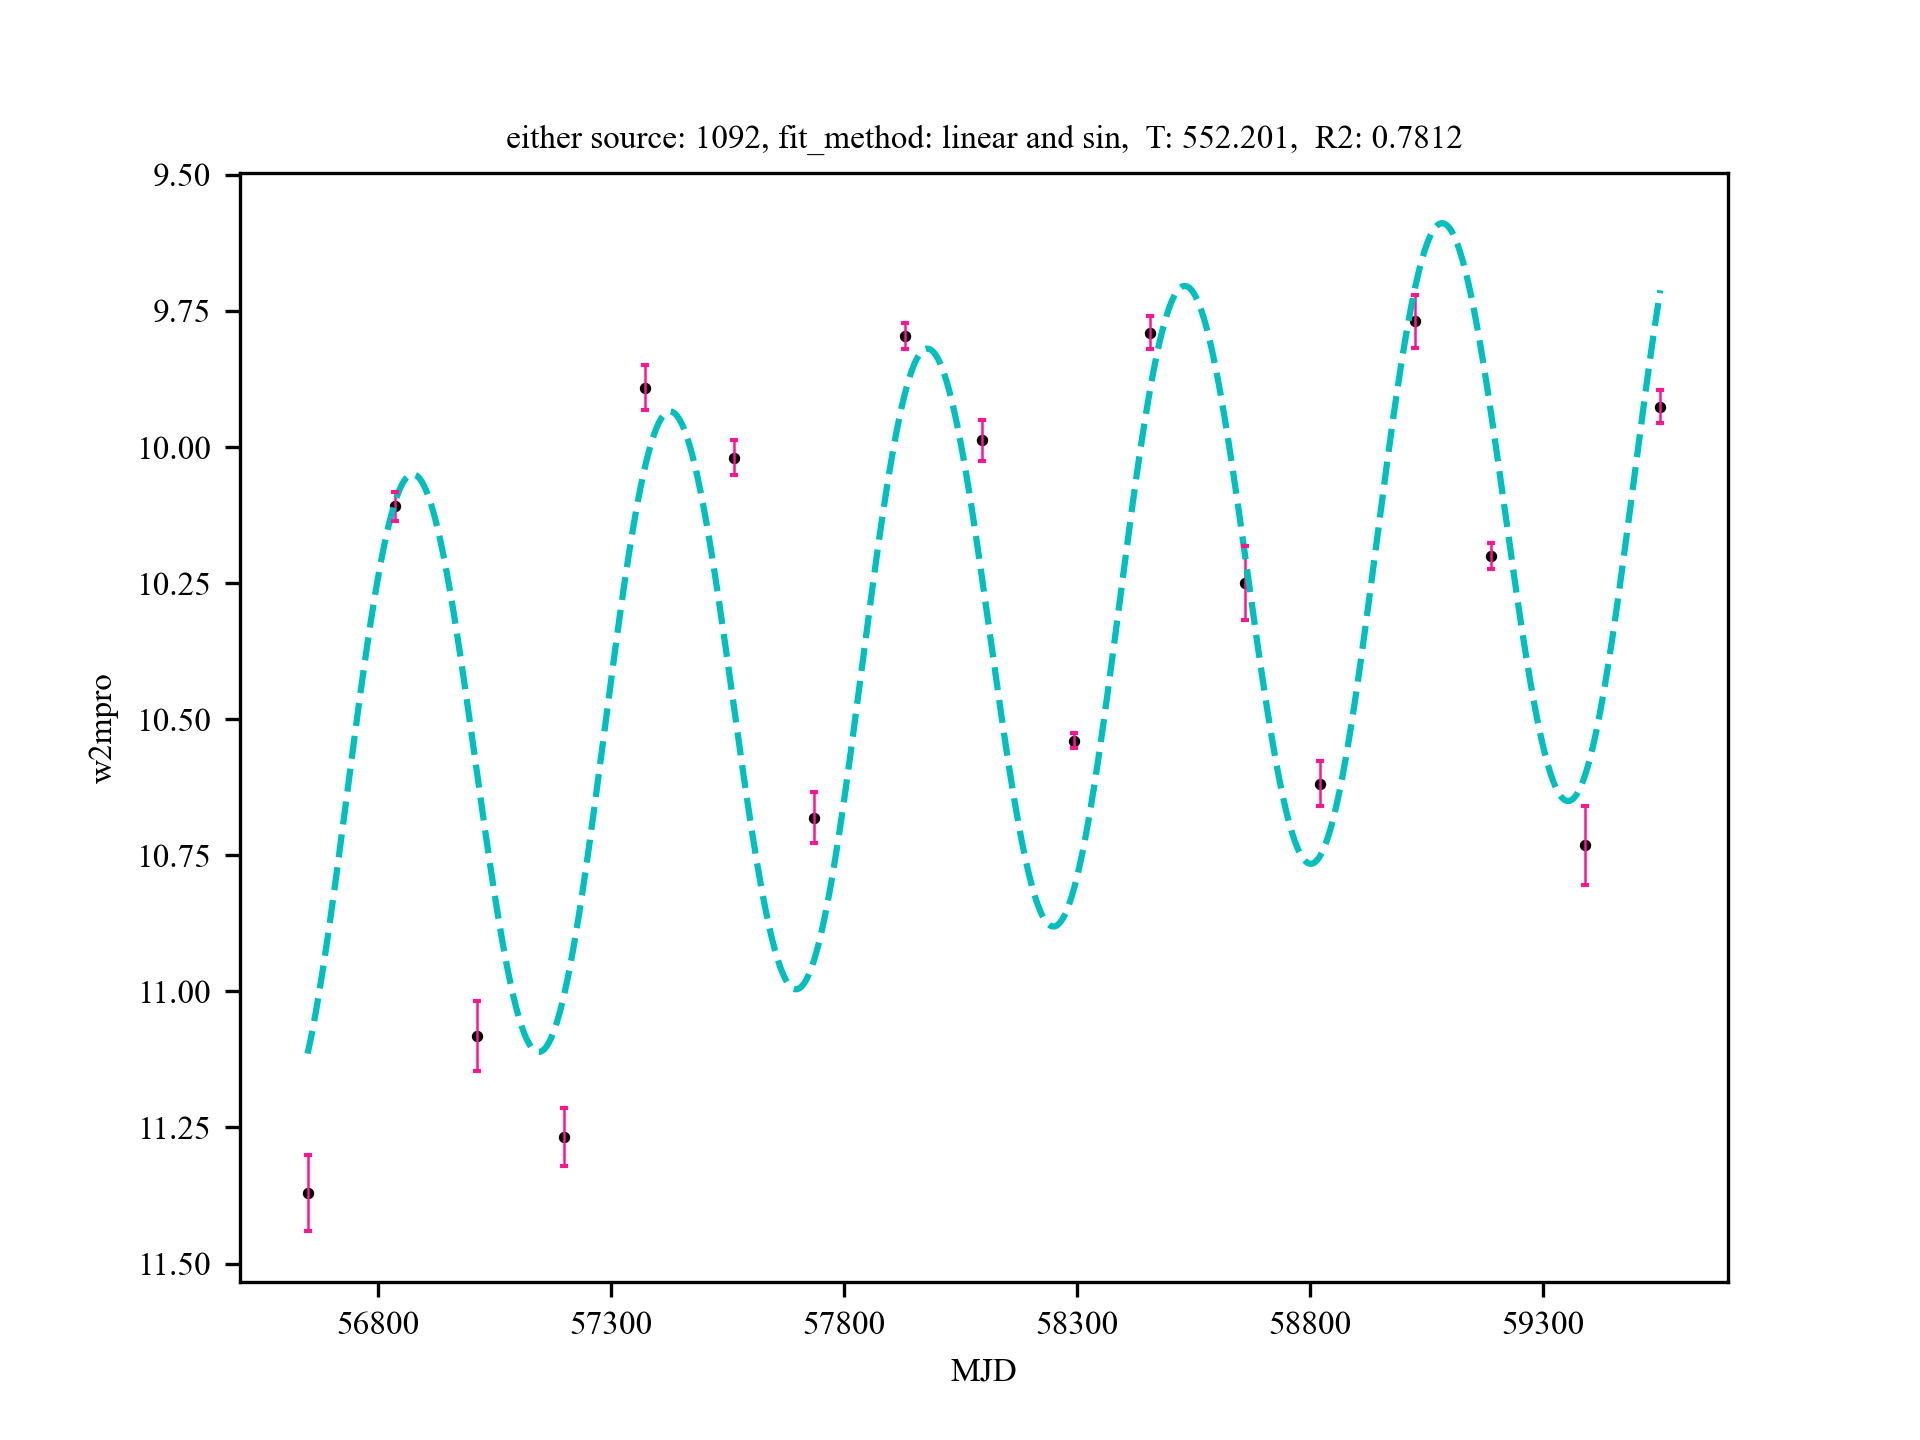 either source: 1092, fit_method: linear and sin,  T: 552.201,  R2: 0.7812
9.50
9.75
10.00
10.25
10.50
10.75
11.00
11.25
11.50
w2mpro
56800 57300 57800 58300 58800 59300
MJD